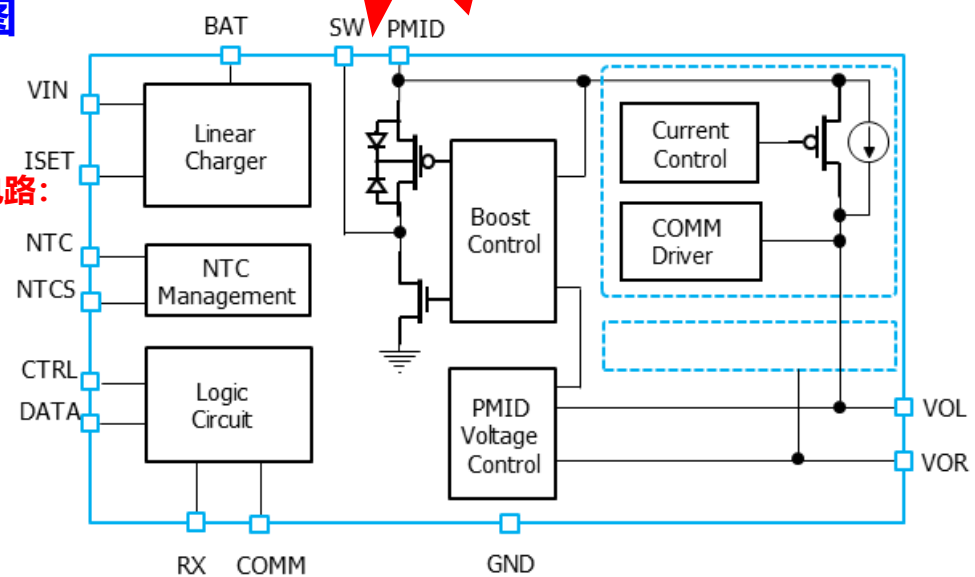 图
BAT
SW
PMID
VIN
ISET
路：
NTC
NTCS
CTRL
DATA
Linear
Charger
NTC
Management
Logic
Circuit
Boost
Control
PMID
Voltage
Control
Current
Control
COMM
Driver
VOL
VOR
RX
COMM
GND